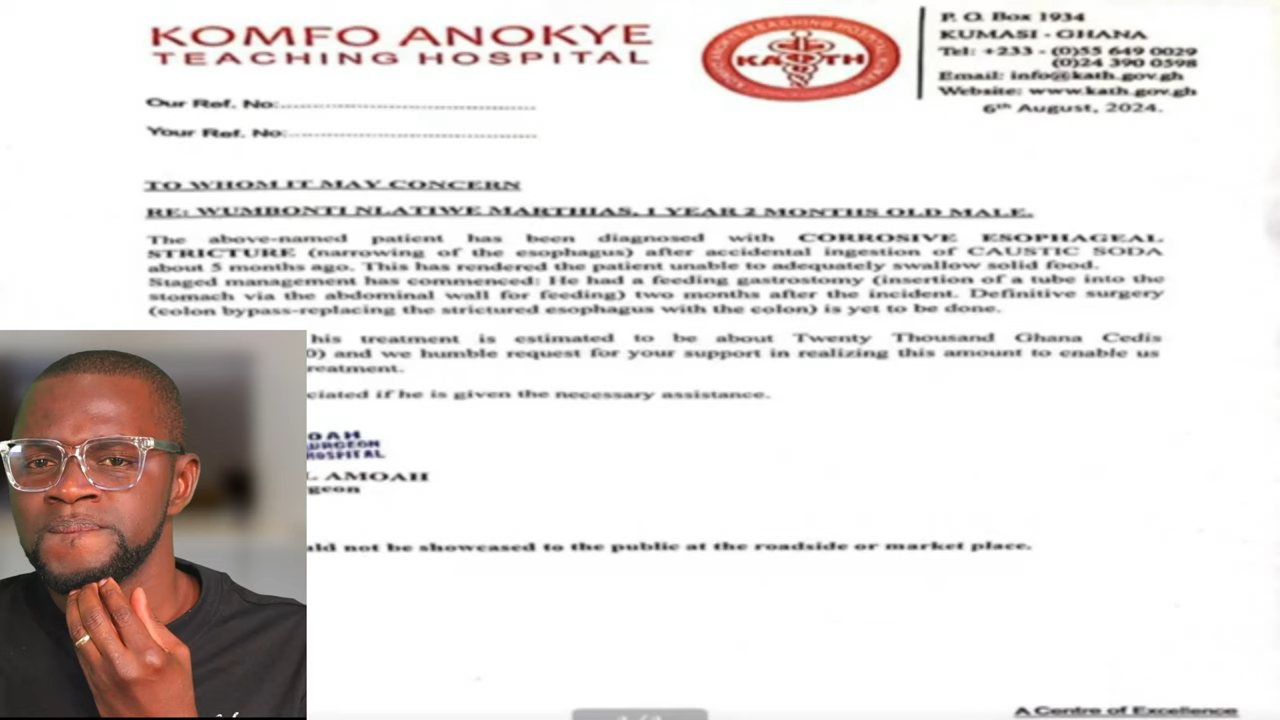 KOMFO ANOKYE
TEACHING HOSPITAL
KATH
P. O. Box 1934
KUMASI - GHANA
Tel: +233 - (0)55 649 0029
(0)24 390 0598
Email: info@kath.gov.gh
Website: www.kath.gov.gh
6th August, 2024.
Our Ref. No:
Your Ref. No:
TO WHOM IT MAY CONCERN
RE: WUMBONTI NLATIWE MARTHIAS, 1 YEAR 2 MONTHS OLD MALE.
The above-named patient has been diagnosed with CORROSIVE ESOPHAGEAL
STRICTURE (narrowing of the esophagus) after accidental ingestion of CAUSTIC SODA
about 5 months ago. This has rendered the patient unable to adequately swallow solid food.
Staged management has commenced: He had a feeding gastrostomy (insertion of a tube into the
stomach via the abdominal wall for feeding) two months after the incident. Definitive surgery
(colon bypass-replacing the strictured esophagus with the colon) is yet to be done.
his treatment is estimated to be about Twenty Thousand Ghana Cedis
0) and we humble request for your support in realizing this amount to enable us
reatment.
ciated if he is given the necessary assistance.
OAH
URGEON
HOSPITAL
L AMOAH
rgeon
uld not be showcased to the public at the roadside or market place.
A Centre of Excellence